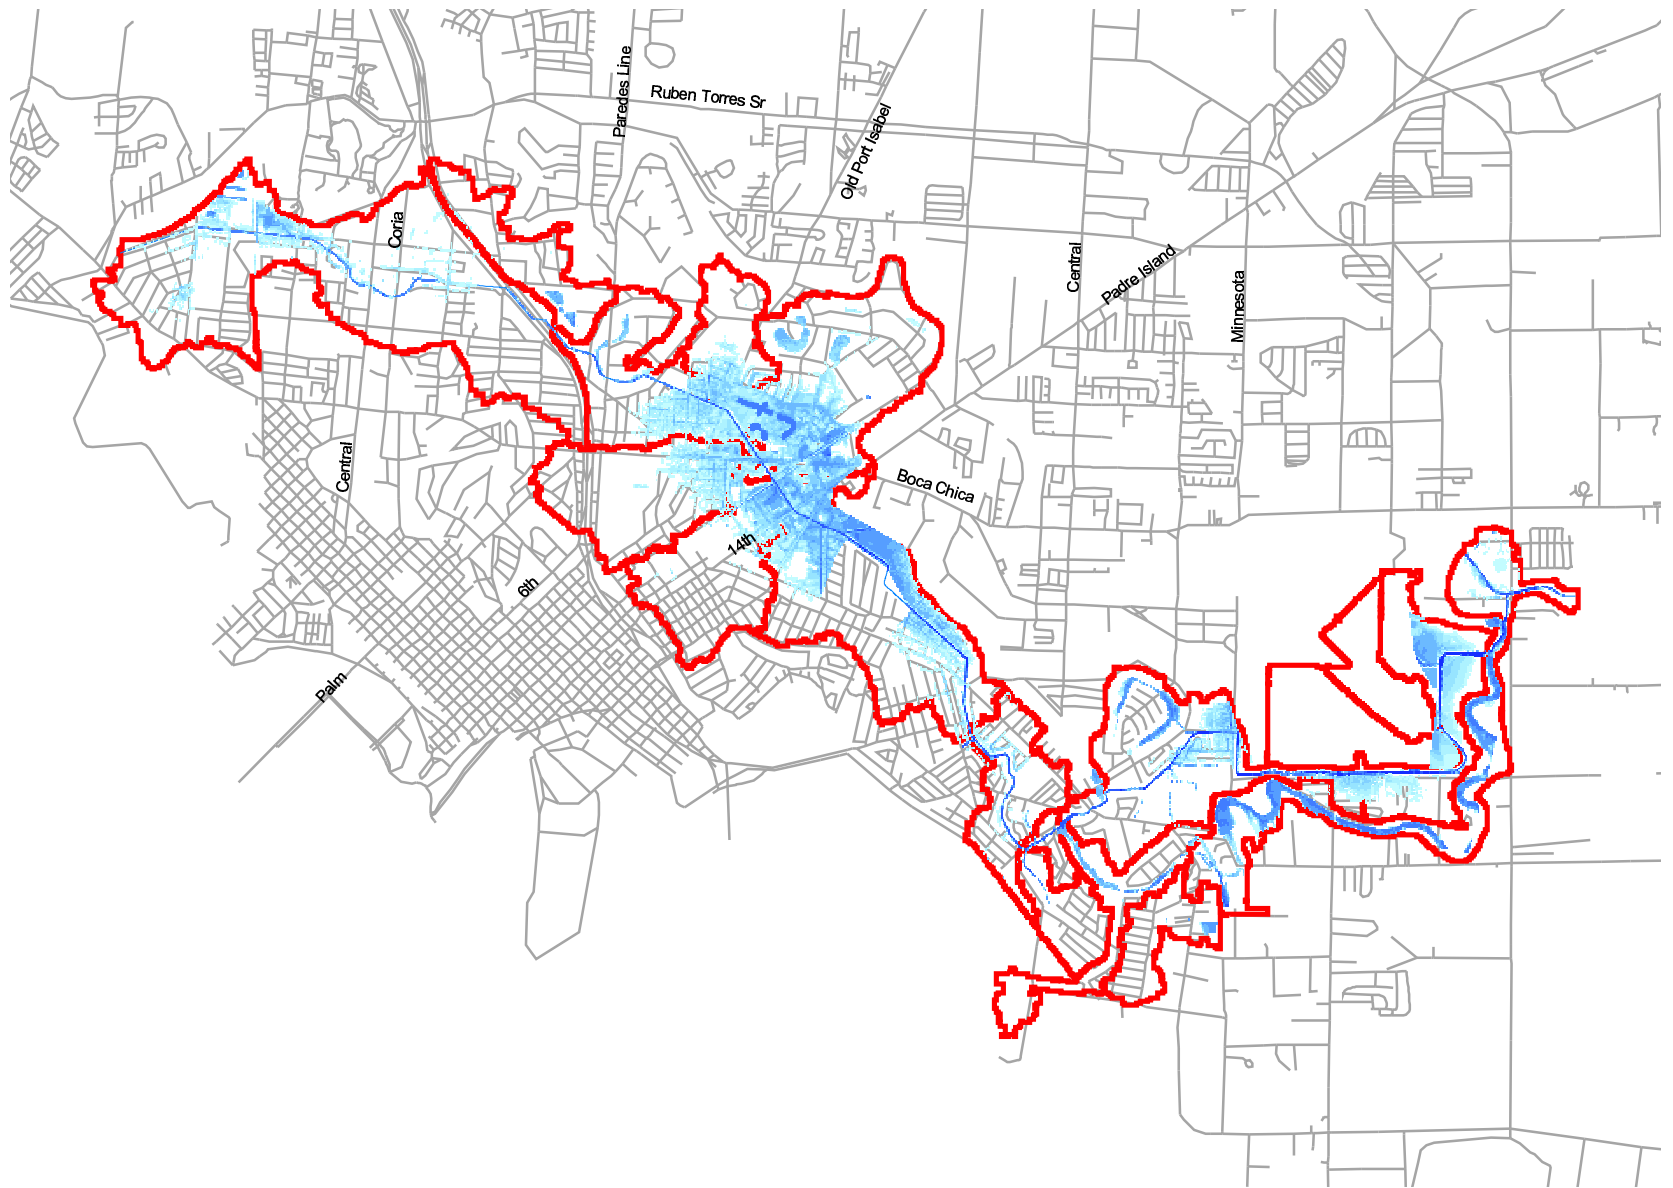 Ruben Torres Sr
Paredes Line
Old Port Isabel
Coria
Central
Padre Island
Minnesota
Central
Boca Chica
14th
6th
Palm